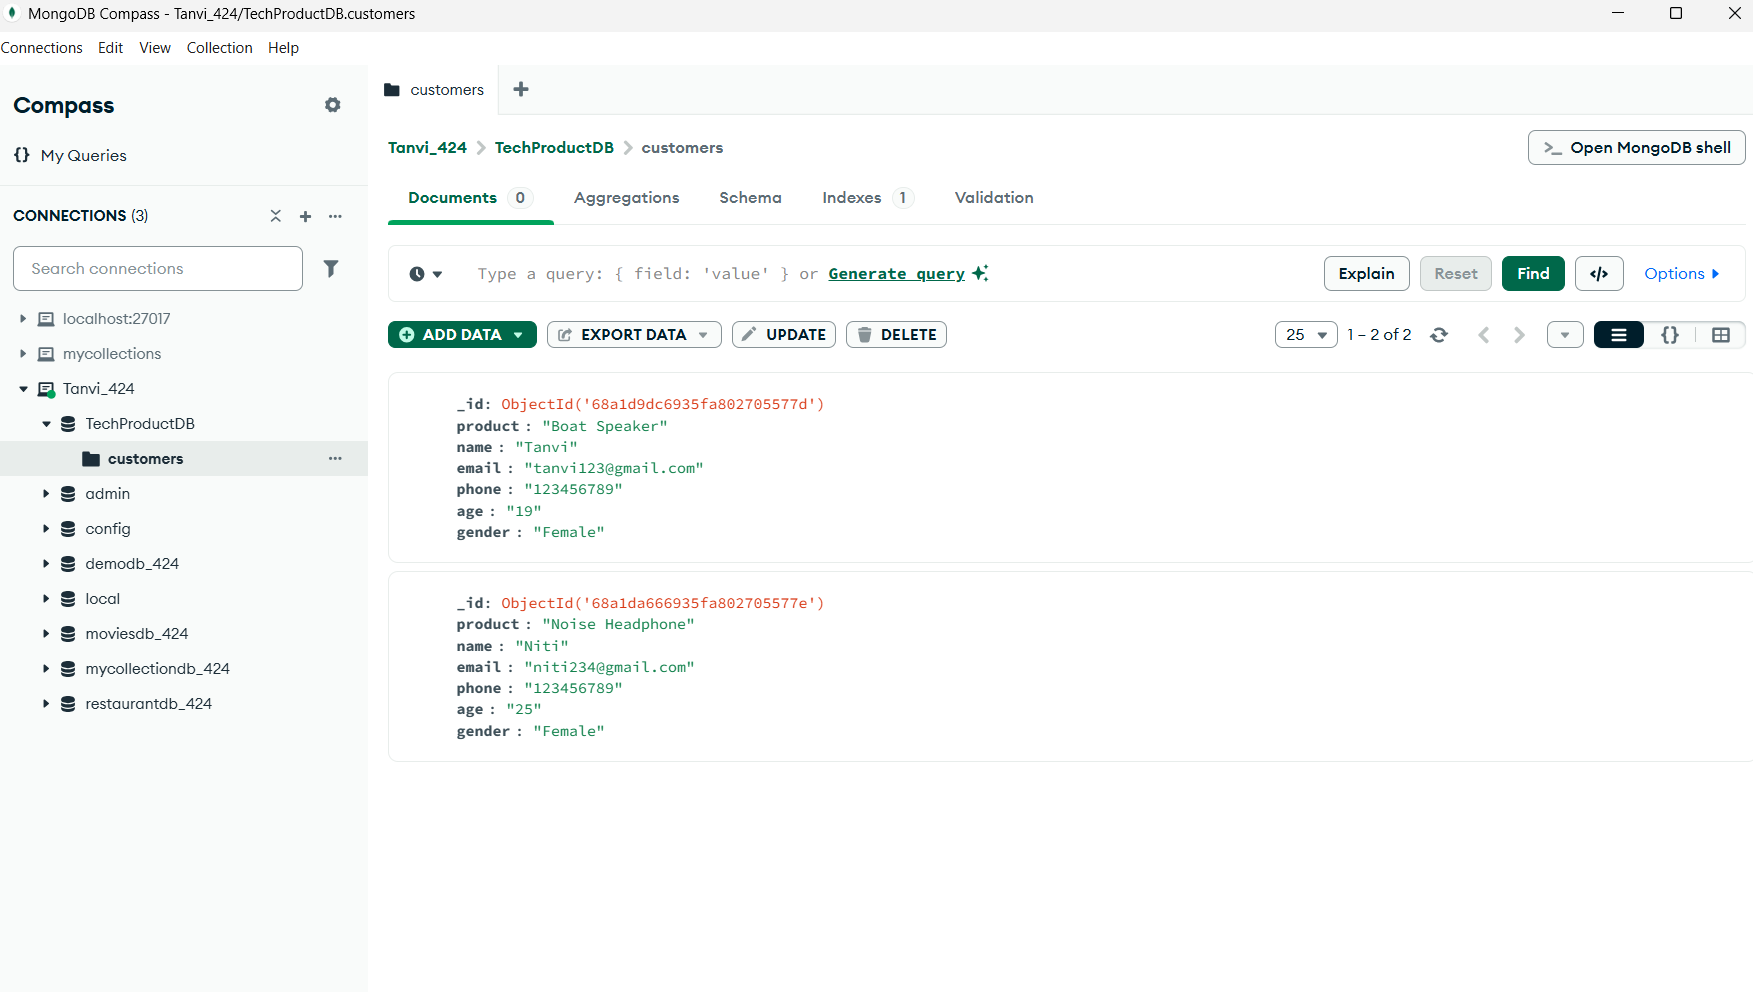 MongoDB Compass - Tanvi_424/TechProductDB.customers
Connections Edit View Collection Help
Compass
{} My Queries
CONNECTIONS (3)
Search connections
localhost:27017
mycollections
Tanvi_424
TechProductDB
customers
admin
config
demodb_424
local
moviesdb_424
mycollectiondb_424
restaurantdb_424
customers
Tanvi_424 > TechProductDB > customers
>_ Open MongoDB shell
Documents 0 Aggregations Schema Indexes 1 Validation
Type a query: { field: 'value' } or Generate query
Explain Reset Find </> Options
ADD DATA EXPORT DATA UPDATE DELETE
25 1 – 2 of 2 {}
_id: ObjectId('68a1d9dc6935fa802705577d')
product : "Boat Speaker"
name : "Tanvi"
email : "tanvi123@gmail.com"
phone : "123456789"
age : "19"
gender : "Female"
_id: ObjectId('68a1da666935fa802705577e')
product : "Noise Headphone"
name : "Niti"
email : "niti234@gmail.com"
phone : "123456789"
age : "25"
gender : "Female"